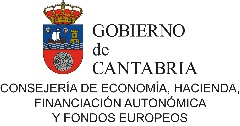 GOBIERNO
de
CANTABRIA
CONSEJERÍA DE ECONOMÍA, HACIENDA,
FINANCIACIÓN AUTONÓMICA
Y FONDOS EUROPEOS